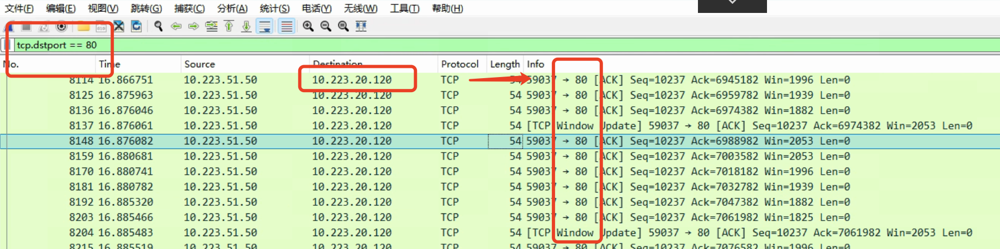 文件(F) 编辑(E) 视图(V) 跳转(G) 捕获(C) 分析(A) 统计(S) 电话(Y) 无线(W) 工具(T) 帮助(H)
tcp.dstport == 80
No. Time Source Destination Protocol Length Info
8114 16.866751 10.223.51.50 10.223.20.120 TCP 54 59037 → 80 [ACK] Seq=10237 Ack=6945182 Win=1996 Len=0
8125 16.875963 10.223.51.50 10.223.20.120 TCP 54 59037 → 80 [ACK] Seq=10237 Ack=6959782 Win=1939 Len=0
8136 16.876046 10.223.51.50 10.223.20.120 TCP 54 59037 → 80 [ACK] Seq=10237 Ack=6974382 Win=1882 Len=0
8137 16.876061 10.223.51.50 10.223.20.120 TCP 54 [TCP Window Update] 59037 → 80 [ACK] Seq=10237 Ack=6974382 Win=2053 Len=0
8148 16.876082 10.223.51.50 10.223.20.120 TCP 54 59037 → 80 [ACK] Seq=10237 Ack=6988982 Win=2053 Len=0
8159 16.880681 10.223.51.50 10.223.20.120 TCP 54 59037 → 80 [ACK] Seq=10237 Ack=7003582 Win=2053 Len=0
8170 16.880741 10.223.51.50 10.223.20.120 TCP 54 59037 → 80 [ACK] Seq=10237 Ack=7018182 Win=1996 Len=0
8181 16.880782 10.223.51.50 10.223.20.120 TCP 54 59037 → 80 [ACK] Seq=10237 Ack=7032782 Win=1939 Len=0
8192 16.885320 10.223.51.50 10.223.20.120 TCP 54 59037 → 80 [ACK] Seq=10237 Ack=7047382 Win=1882 Len=0
8203 16.885466 10.223.51.50 10.223.20.120 TCP 54 59037 → 80 [ACK] Seq=10237 Ack=7061982 Win=1825 Len=0
8204 16.885483 10.223.51.50 10.223.20.120 TCP 54 [TCP Window Update] 59037 → 80 [ACK] Seq=10237 Ack=7061982 Win=2053 Len=0
8215 16.885519 10.223.51.50 10.223.20.120 TCP 54 59037 → 80 [ACK] Seq=10237 Ack=7076582 Win=1996 Len=0